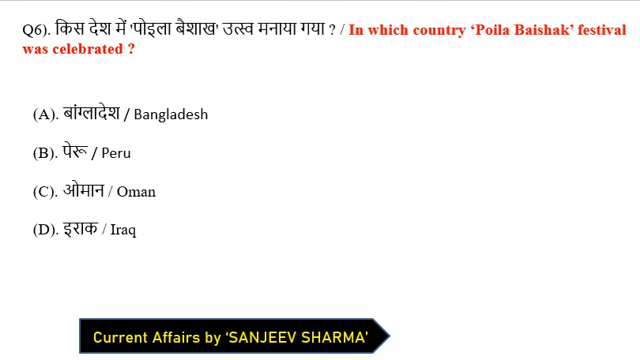 Q6). किस देश में 'पोइला बैशाख' उत्स्व मनाया गया ? / In which country ‘Poila Baishak’ festival
was celebrated ?
(A). बांग्लादेश / Bangladesh
(B). पेरू / Peru
(C). ओमान / Oman
(D). इराक / Iraq
Current Affairs by ‘SANJEEV SHARMA’